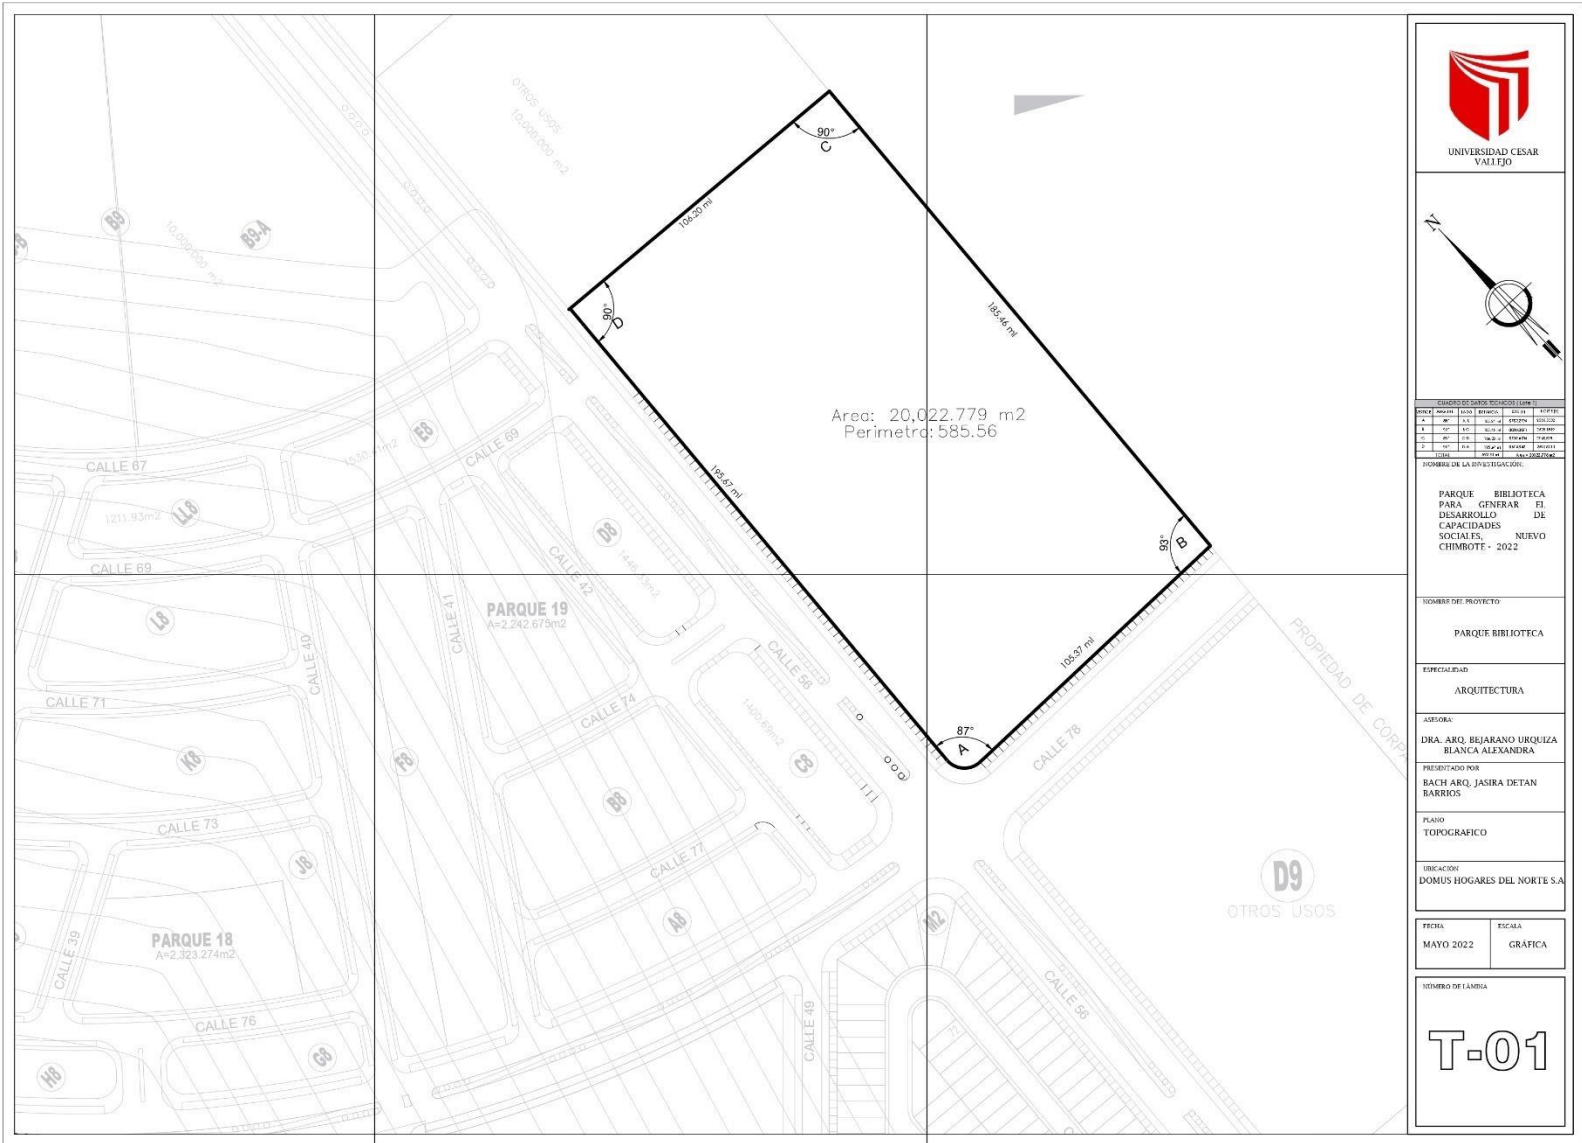 OTROS USOS
10,000.000 m2
B9
B9-A
10,000.000 m2
90°
C
106.20 ml
90°
D
185.46 ml
Area: 20,022.779 m2
Perimetro: 585.56
195.67 ml
93°
B
105.37 ml
87°
A
CALLE 67
E8
CALLE 69
1211.93m2
LL8
D8
CALLE 42
CALLE 69
L8
CALLE 41
PARQUE 19
A=2,242.675m2
CALLE 40
CALLE 56
PROPIEDAD DE CORPA
CALLE 71
CALLE 74
CALLE 78
K8
F8
B8
C8
CALLE 73
J8
CALLE 77
D9
OTROS USOS
A8
M2
PARQUE 18
A=2,323.274m2
CALLE 39
CALLE 56
CALLE 49
CALLE 76
H8
G8
UNIVERSIDAD CESAR
VALLEJO
N
CUADRO DE DATOS TECNICOS ( Lote 1)
NOMBRE DE LA INVESTIGACIÓN:
PARQUE BIBLIOTECA
PARA GENERAR EL
DESARROLLO DE
CAPACIDADES
SOCIALES, NUEVO
CHIMBOTE - 2022
NOMBRE DEL PROYECTO
PARQUE BIBLIOTECA
ESPECIALIDAD
ARQUITECTURA
ASESORA:
DRA. ARQ. BEJARANO URQUIZA
BLANCA ALEXANDRA
PRESENTADO POR
BACH ARQ. JASIRA DETAN
BARRIOS
PLANO
TOPOGRAFICO
UBICACIÓN
DOMUS HOGARES DEL NORTE S.A
FECHA
MAYO 2022
ESCALA
GRÁFICA
NÚMERO DE LÁMINA
T-01